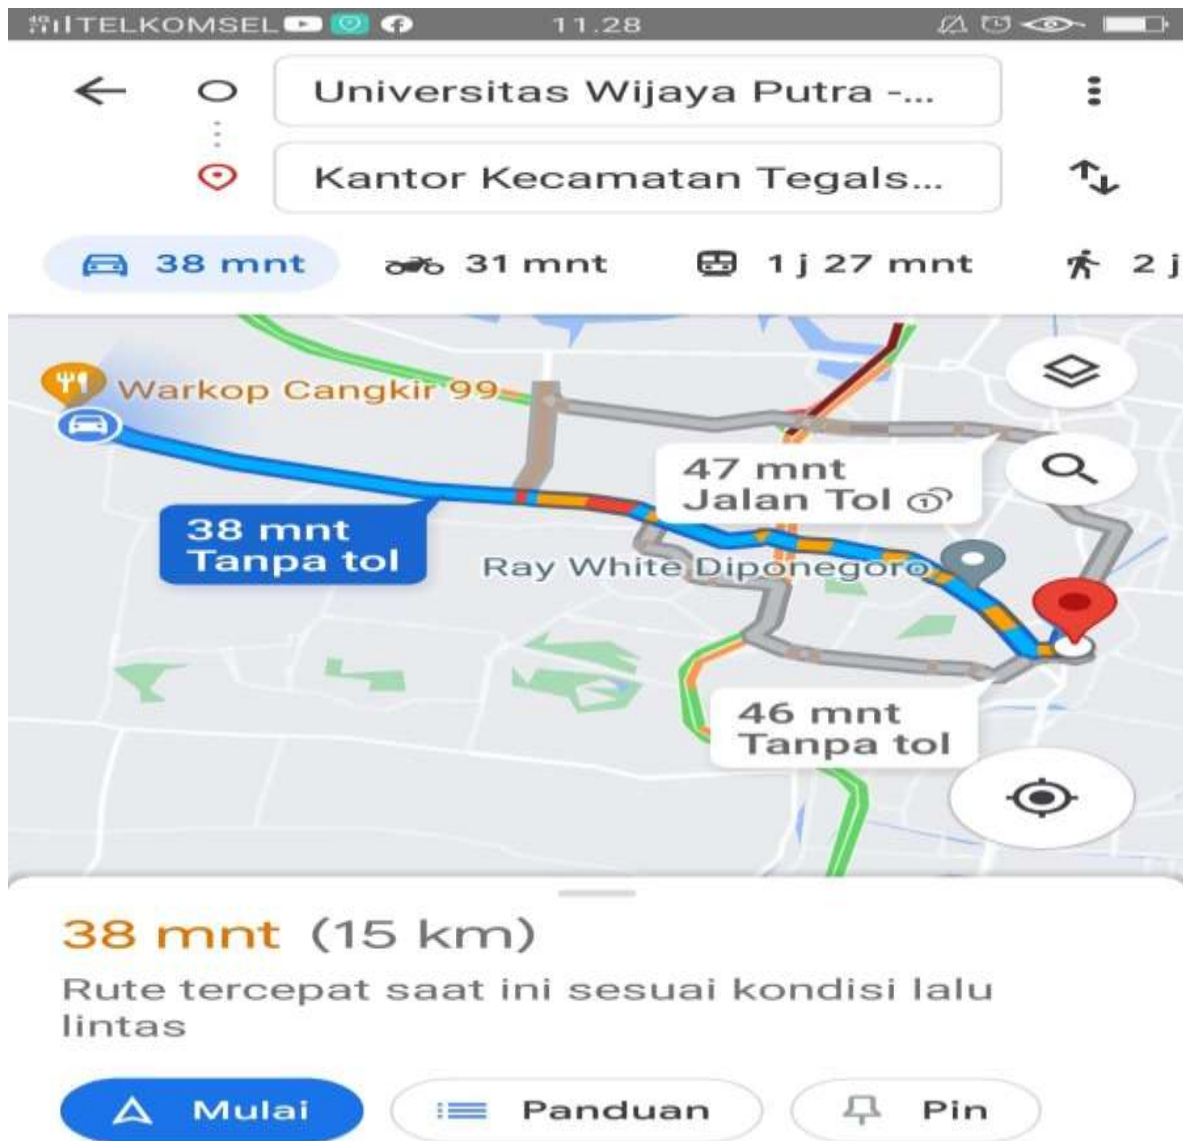 4G TELKOMSEL 11.28
Universitas Wijaya Putra -...
Kantor Kecamatan Tegals...
38 mnt 31 mnt 1 j 27 mnt 2 j
Warkop Cangkir 99
47 mnt
Jalan Tol
38 mnt
Tanpa tol
Ray White Diponegoro
46 mnt
Tanpa tol
38 mnt (15 km)
Rute tercepat saat ini sesuai kondisi lalu
lintas
Mulai Panduan Pin